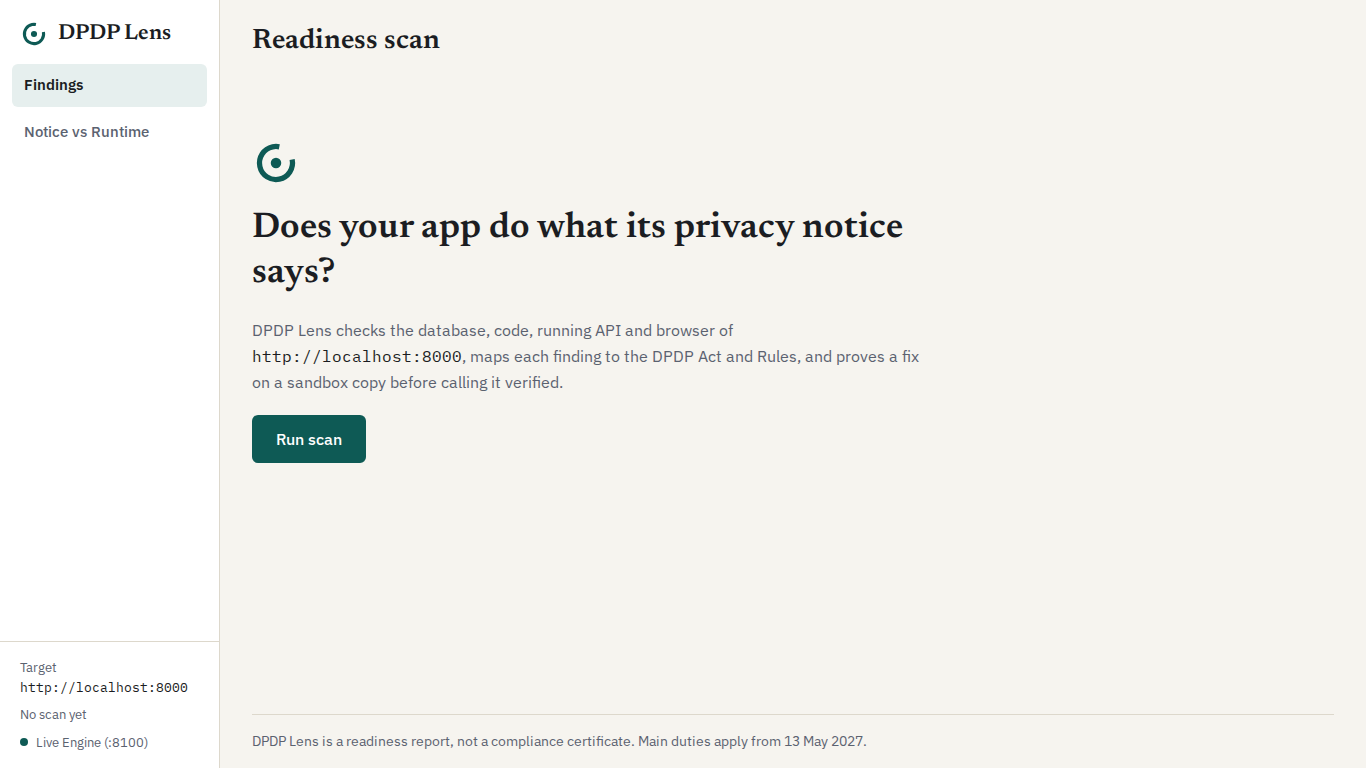 DPDP Lens
Findings
Notice vs Runtime
Target
http://localhost:8000
No scan yet
Live Engine (:8100)
Readiness scan
Does your app do what its privacy notice
says?
DPDP Lens checks the database, code, running API and browser of
http://localhost:8000, maps each finding to the DPDP Act and Rules, and proves a fix
on a sandbox copy before calling it verified.
Run scan
DPDP Lens is a readiness report, not a compliance certificate. Main duties apply from 13 May 2027.